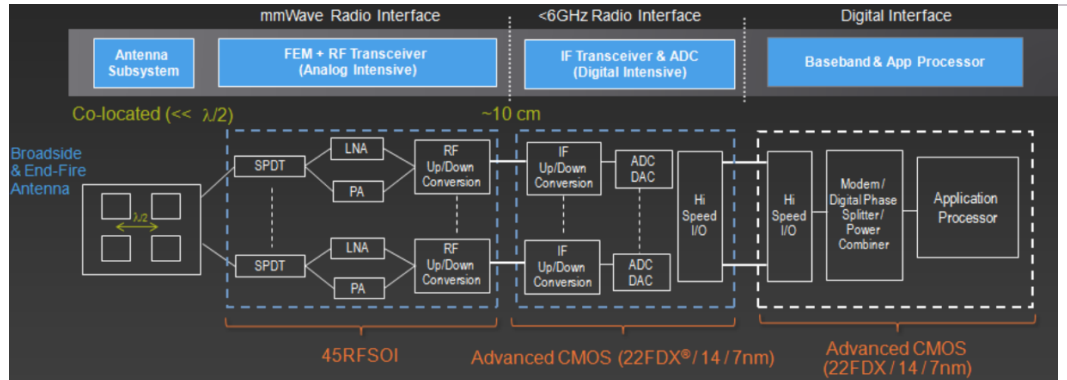 mmWave Radio Interface
<6GHz Radio Interface
Digital Interface
Antenna
Subsystem
FEM + RF Transceiver
(Analog Intensive)
IF Transceiver & ADC
(Digital Intensive)
Baseband & App Processor
Co-located (<< λ/2)
~10 cm
Broadside
& End-Fire
Antenna
λ/2
SPDT
LNA
PA
RF
Up/Down
Conversion
IF
Up/Down
Conversion
ADC
DAC
Hi
Speed
I/O
Hi
Speed
I/O
Modem /
Digital Phase
Splitter /
Power
Combiner
Application
Processor
SPDT
LNA
PA
RF
Up/Down
Conversion
IF
Up/Down
Conversion
ADC
DAC
45RFSOI
Advanced CMOS (22FDX®/ 14 / 7nm)
Advanced CMOS
(22FDX / 14 / 7nm)